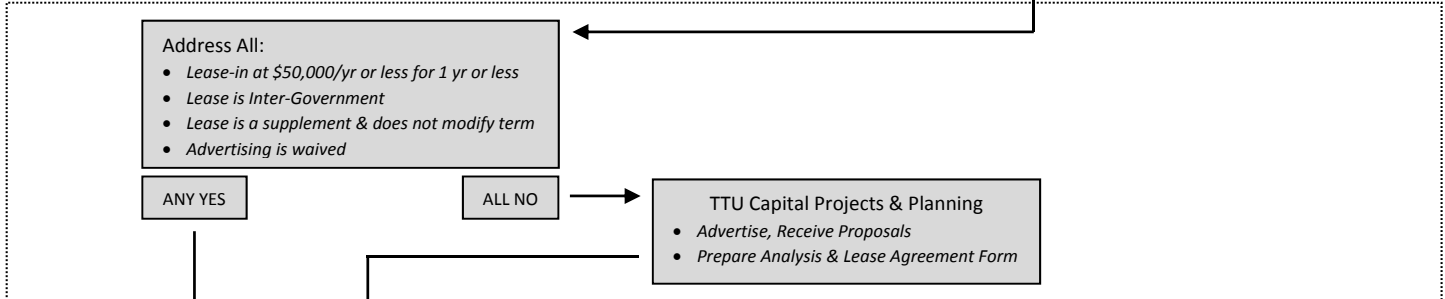 Address All:
• Lease-in at $50,000/yr or less for 1 yr or less
• Lease is Inter-Government
• Lease is a supplement & does not modify term
• Advertising is waived
ANY YES
ALL NO
TTU Capital Projects & Planning
• Advertise, Receive Proposals
• Prepare Analysis & Lease Agreement Form